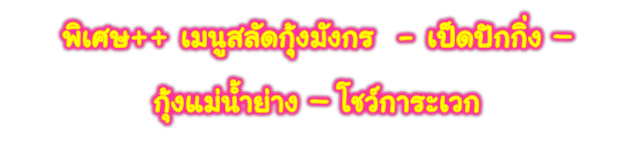 พิเศษ++ เมนูสลัดกุ้งมังกร - เป็ดปักกิ่ง –
กุ้งแม่น้ำย่าง – โชว์การะเวก